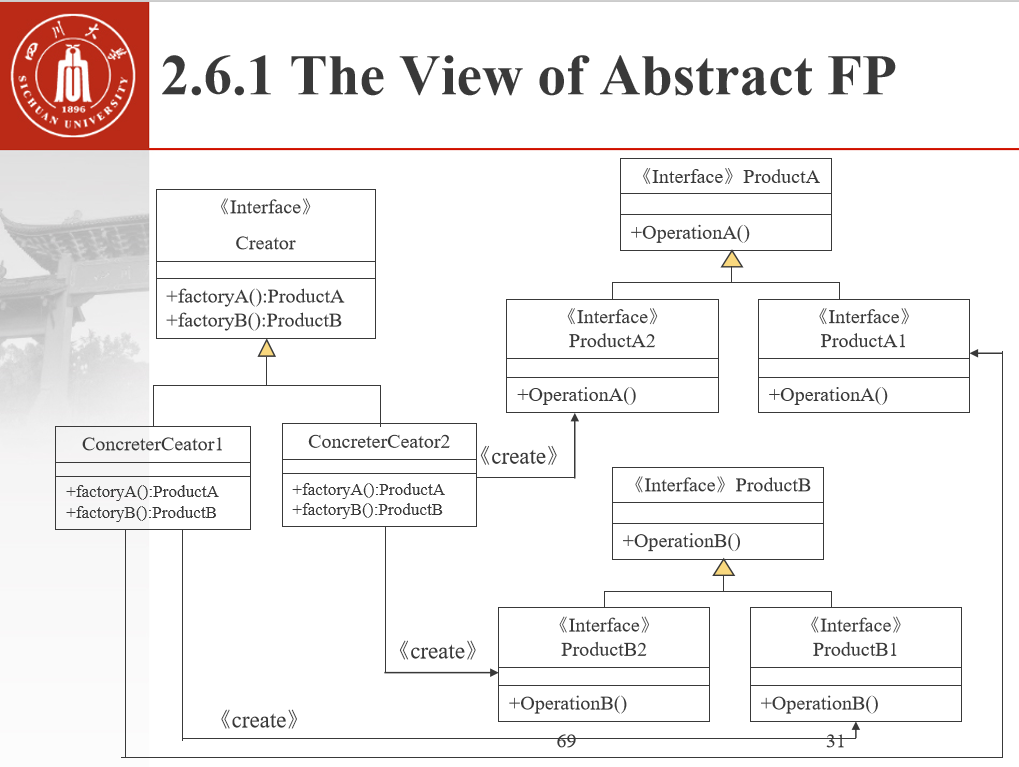 四川大学
SICHUAN UNIVERSITY
1896
2.6.1 The View of Abstract FP
《Interface》
Creator
+factoryA():ProductA
+factoryB():ProductB
《Interface》 ProductA
+OperationA()
《Interface》
ProductA2
+OperationA()
《Interface》
ProductA1
+OperationA()
ConcreterCeator1
+factoryA():ProductA
+factoryB():ProductB
ConcreterCeator2
+factoryA():ProductA
+factoryB():ProductB
《create》
《Interface》 ProductB
+OperationB()
《Interface》
ProductB2
+OperationB()
《Interface》
ProductB1
+OperationB()
《create》
《create》
69
31